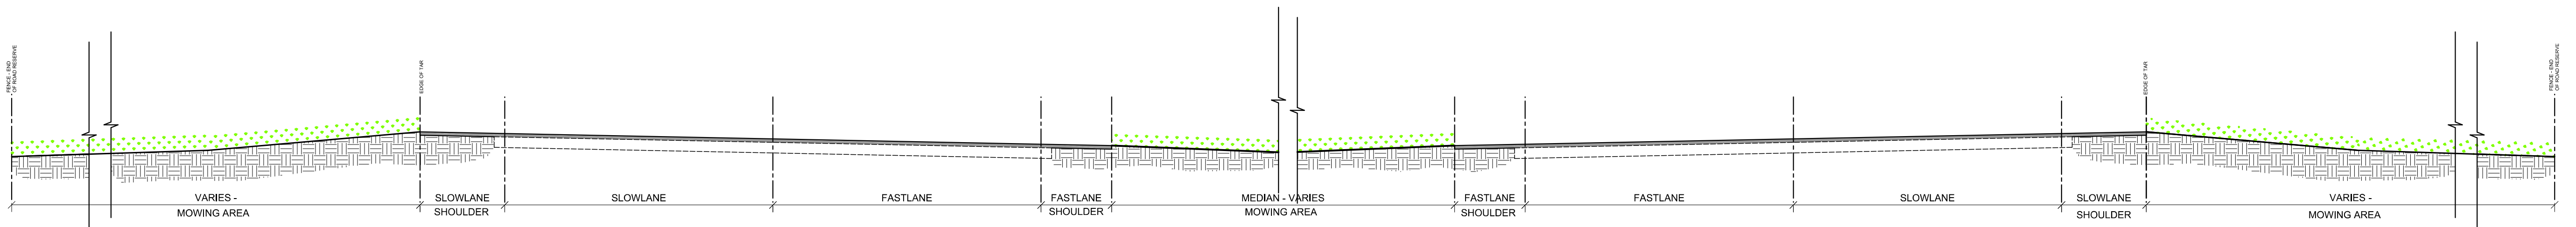 FENCE - END
OF ROAD RESERVE
EDGE OF TAR
EDGE OF TAR
FENCE - END
OF ROAD RESERVE
VARIES -
MOWING AREA
SLOWLANE
SHOULDER
SLOWLANE
FASTLANE
FASTLANE
SHOULDER
MEDIAN - VARIES
MOWING AREA
FASTLANE
SHOULDER
FASTLANE
SLOWLANE
SLOWLANE
SHOULDER
VARIES -
MOWING AREA